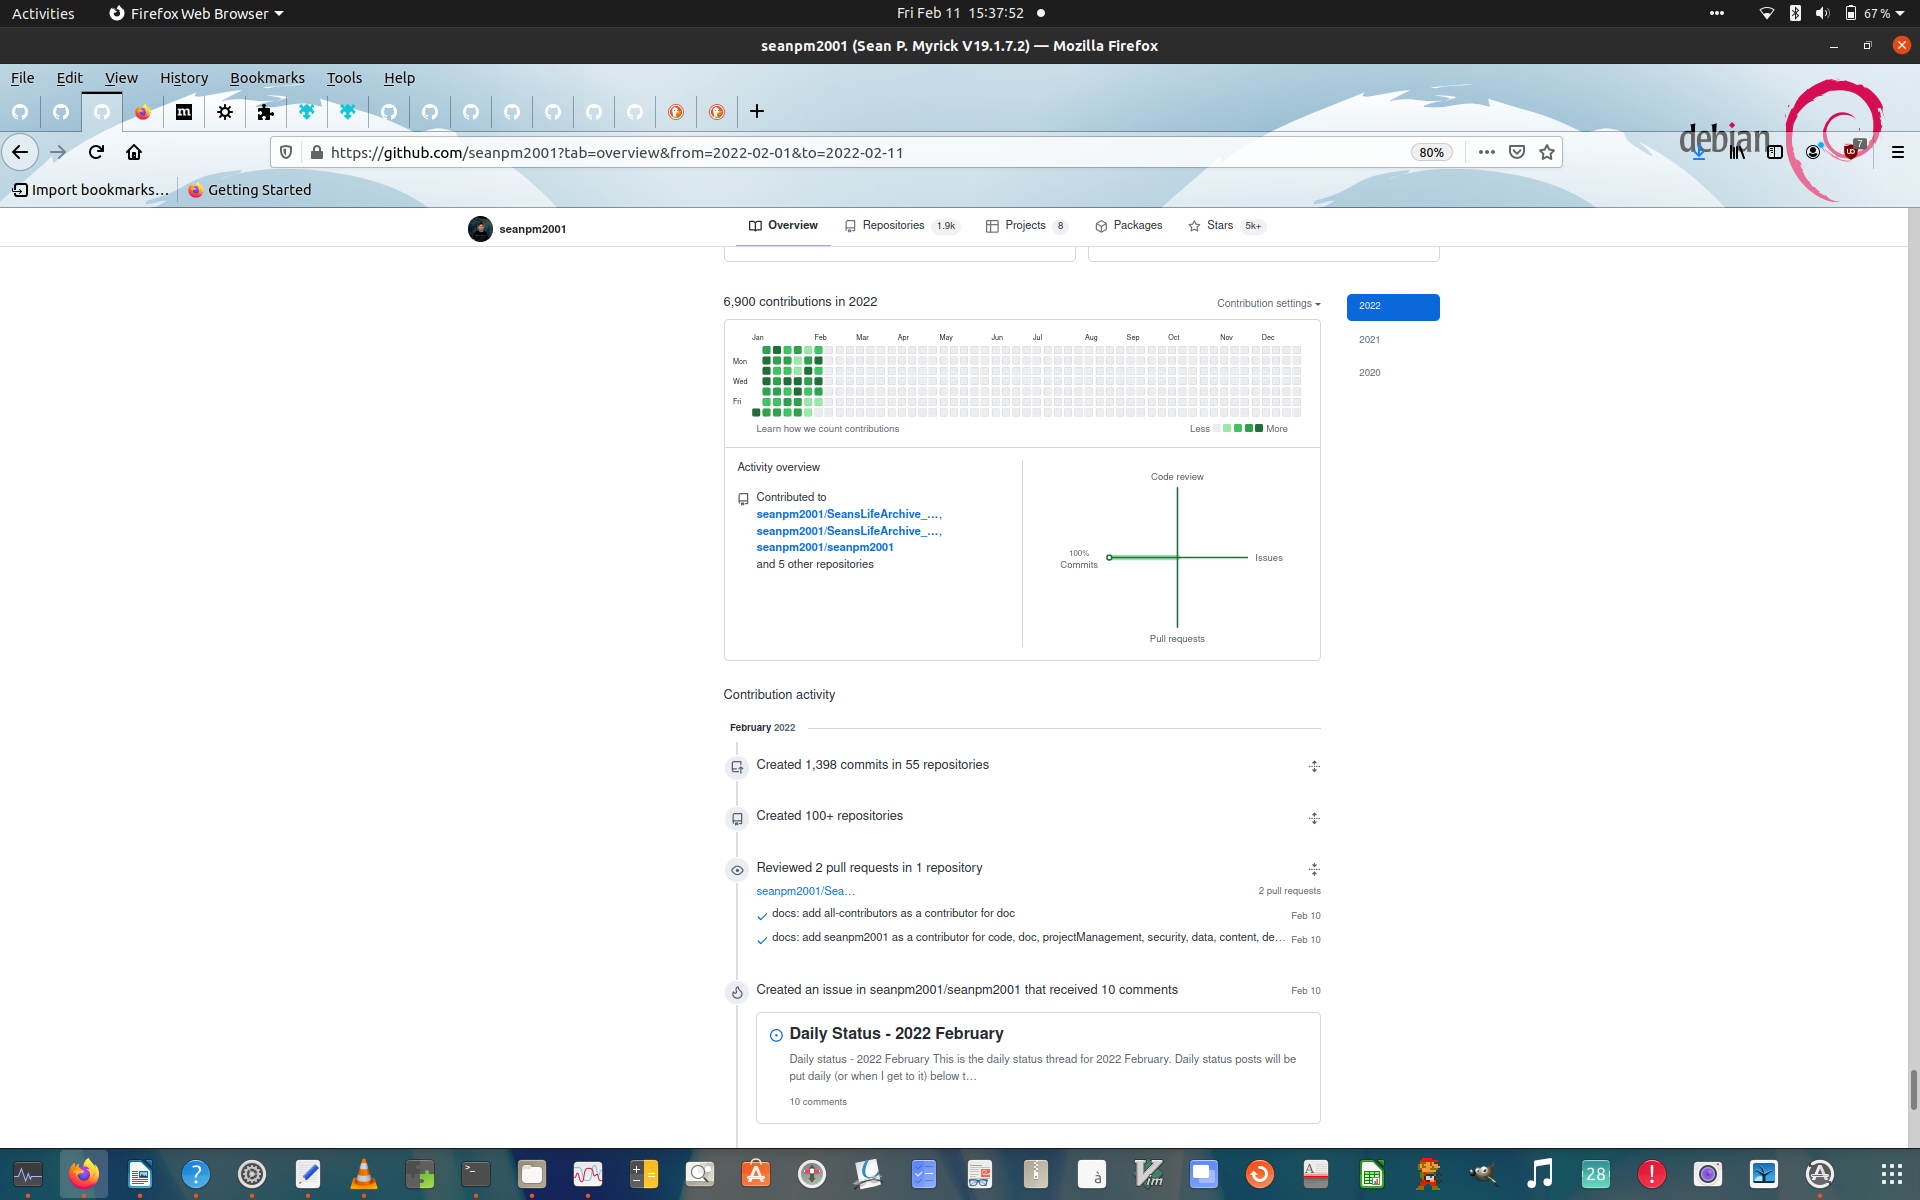 Activities
Firefox Web Browser
Fri Feb 11 15:37:52
67 %
seanpm2001 (Sean P. Myrick V19.1.7.2) — Mozilla Firefox
File Edit View History Bookmarks Tools Help
https://github.com/seanpm2001?tab=overview&from=2022-02-01&to=2022-02-11
80%
debian
7
Import bookmarks…
Getting Started
seanpm2001
Overview
Repositories 1.9k
Projects 8
Packages
Stars 5k+
6,900 contributions in 2022
Contribution settings
2022
2021
2020
Jan Feb Mar Apr May Jun Jul Aug Sep Oct Nov Dec
Mon
Wed
Fri
Learn how we count contributions
Less More
Activity overview
Contributed to
seanpm2001/SeansLifeArchive_…,
seanpm2001/SeansLifeArchive_…,
seanpm2001/seanpm2001
and 5 other repositories
Code review
100%
Commits
Issues
Pull requests
Contribution activity
February 2022
Created 1,398 commits in 55 repositories
Created 100+ repositories
Reviewed 2 pull requests in 1 repository
seanpm2001/Sea…
2 pull requests
docs: add all-contributors as a contributor for doc
Feb 10
docs: add seanpm2001 as a contributor for code, doc, projectManagement, security, data, content, de…
Feb 10
Created an issue in seanpm2001/seanpm2001 that received 10 comments
Feb 10
Daily Status - 2022 February
Daily status - 2022 February This is the daily status thread for 2022 February. Daily status posts will be
put daily (or when I get to it) below t…
10 comments
28